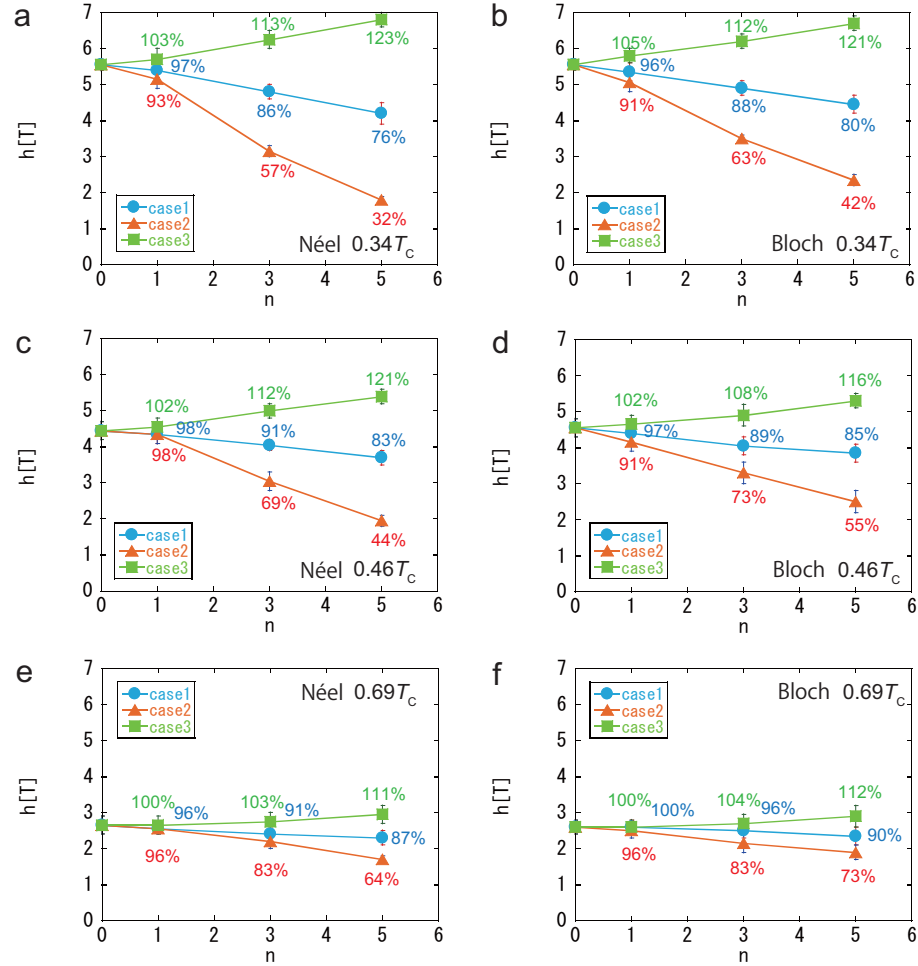 a
7
6
5
4
3
2
1
0
h[T]
103%
113%
123%
97%
86%
76%
93%
57%
32%
case1
case2
case3
Néel 0.34TC
0 1 2 3 4 5 6
n
b
7
6
5
4
3
2
1
0
h[T]
105%
112%
121%
96%
88%
80%
91%
63%
42%
case1
case2
case3
Bloch 0.34TC
0 1 2 3 4 5 6
n
c
7
6
5
4
3
2
1
0
h[T]
102%
112%
121%
98%
91%
83%
98%
69%
44%
case1
case2
case3
Néel 0.46TC
0 1 2 3 4 5 6
n
d
7
6
5
4
3
2
1
0
h[T]
102%
108%
116%
97%
89%
85%
91%
73%
55%
case1
case2
case3
Bloch 0.46TC
0 1 2 3 4 5 6
n
e
7
6
5
4
3
2
1
0
h[T]
case1
case2
case3
Néel 0.69TC
100%
96%
103%
91%
111%
87%
96%
83%
64%
0 1 2 3 4 5 6
n
f
7
6
5
4
3
2
1
0
h[T]
case1
case2
case3
Bloch 0.69TC
100%
100%
104%
96%
112%
90%
96%
83%
73%
0 1 2 3 4 5 6
n